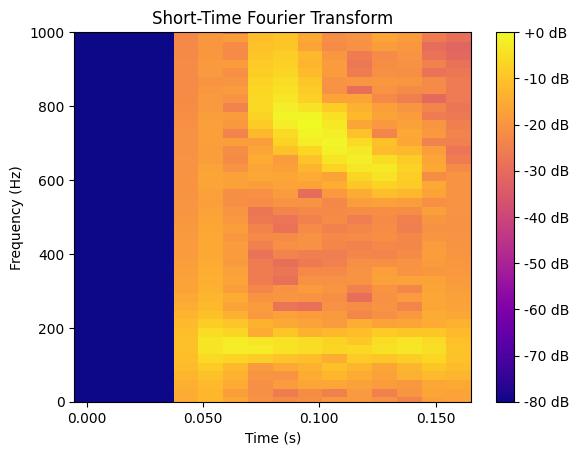 Short-Time Fourier Transform
1000
800
600
400
200
0
Frequency (Hz)
0.000
0.050
0.100
0.150
Time (s)
+0 dB
-10 dB
-20 dB
-30 dB
-40 dB
-50 dB
-60 dB
-70 dB
-80 dB